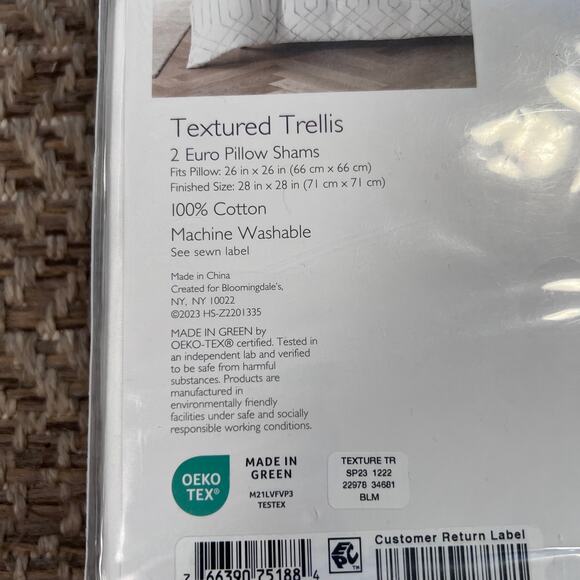 Textured Trellis
2 Euro Pillow Shams
Fits Pillow: 26 in x 26 in (66 cm x 66 cm)
Finished Size: 28 in x 28 in (71 cm x 71 cm)
100% Cotton
Machine Washable
See sewn label
Made in China
Created for Bloomingdale's,
NY, NY 10022
©2023 HS-Z2201335
MADE IN GREEN by
OEKO-TEX® certified. Tested in
an independent lab and verified
to be safe from harmful
substances. Products are
manufactured in
environmentally friendly
facilities under safe and socially
responsible working conditions.
OEKO
TEX®
MADE IN
GREEN
M21LVFVP3
TESTEX
TEXTURE TR
SP23 1222
22978 34681
BLM
Customer Return Label
EPC TM
66390 75188 4